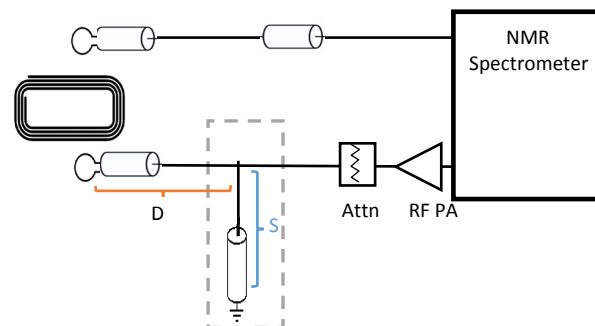 NMR
Spectrometer
D
S
Attn
RF PA